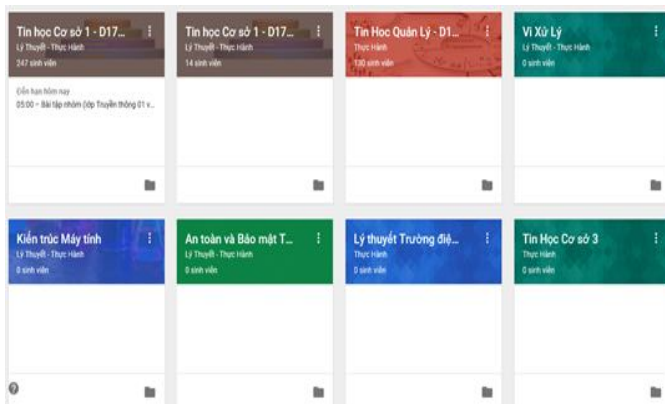 Tin học Cơ sở 1 - D17...
Lý Thuyết - Thực Hành
247 sinh viên
Đến hạn hôm nay
05:00 – Bài tập nhóm (lớp Truyền thông 01 v...
Tin học Cơ sở 1 - D17...
Lý Thuyết - Thực Hành
14 sinh viên
Tin Học Quản Lý - D1...
Thực Hành
130 sinh viên
Vi Xử Lý
Lý Thuyết - Thực Hành
0 sinh viên
Kiến trúc Máy tính
Lý Thuyết - Thực Hành
0 sinh viên
An toàn và Bảo mật T...
Lý Thuyết - Thực Hành
0 sinh viên
Lý thuyết Trường điệ...
Thực Hành
0 sinh viên
Tin Học Cơ sở 3
Thực Hành
0 sinh viên